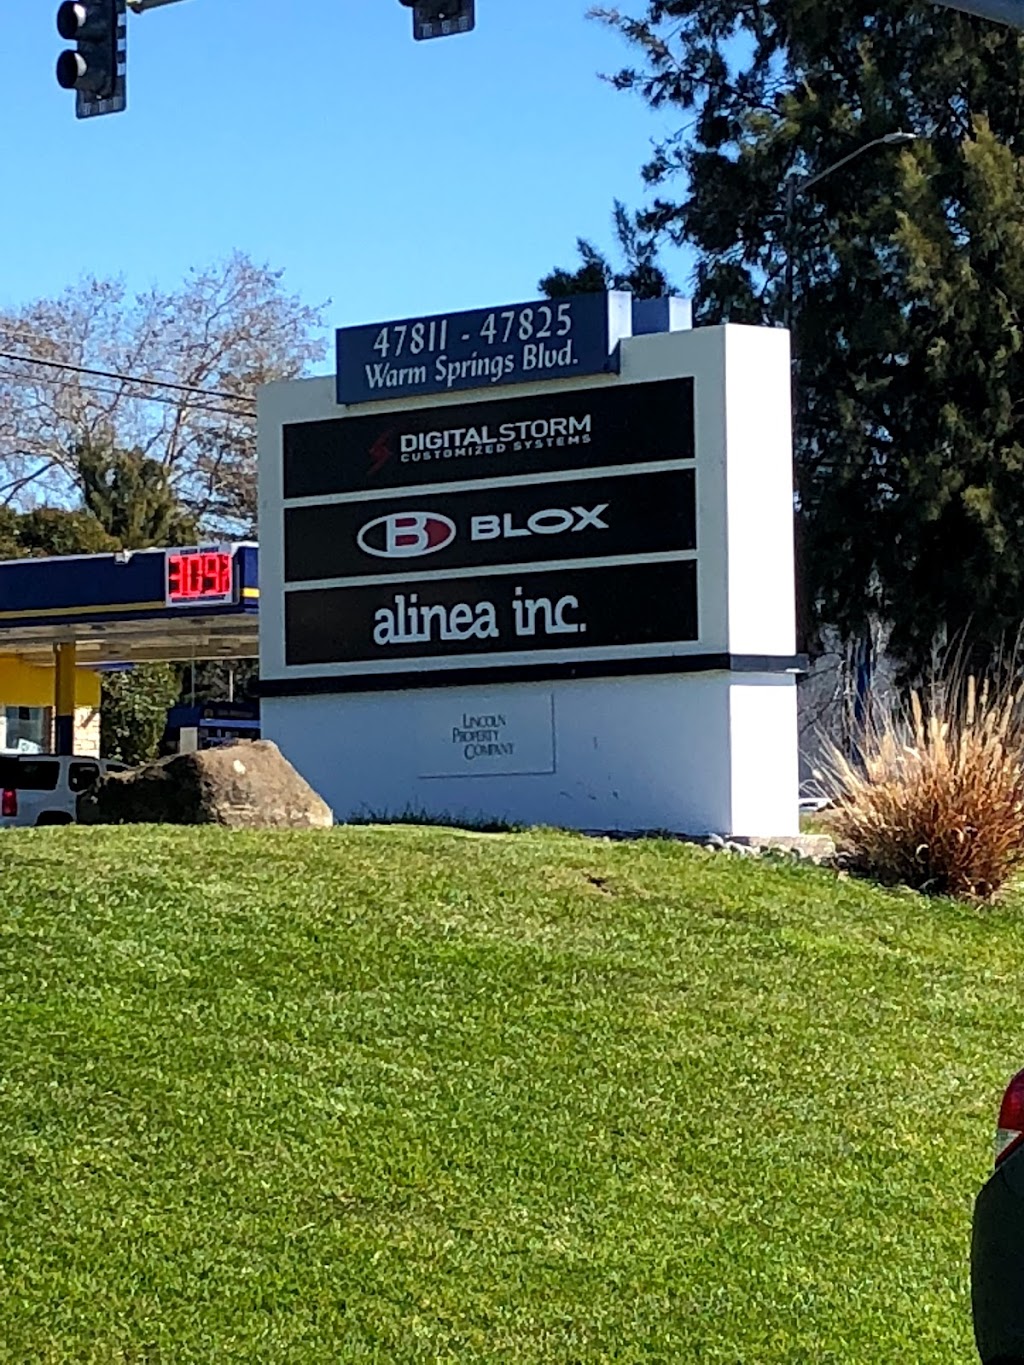 47811 - 47825
Warm Springs Blvd.
DIGITALSTORM
CUSTOMIZED SYSTEMS
B BLOX
alinea inc.
LINCOLN
PROPERTY
COMPANY